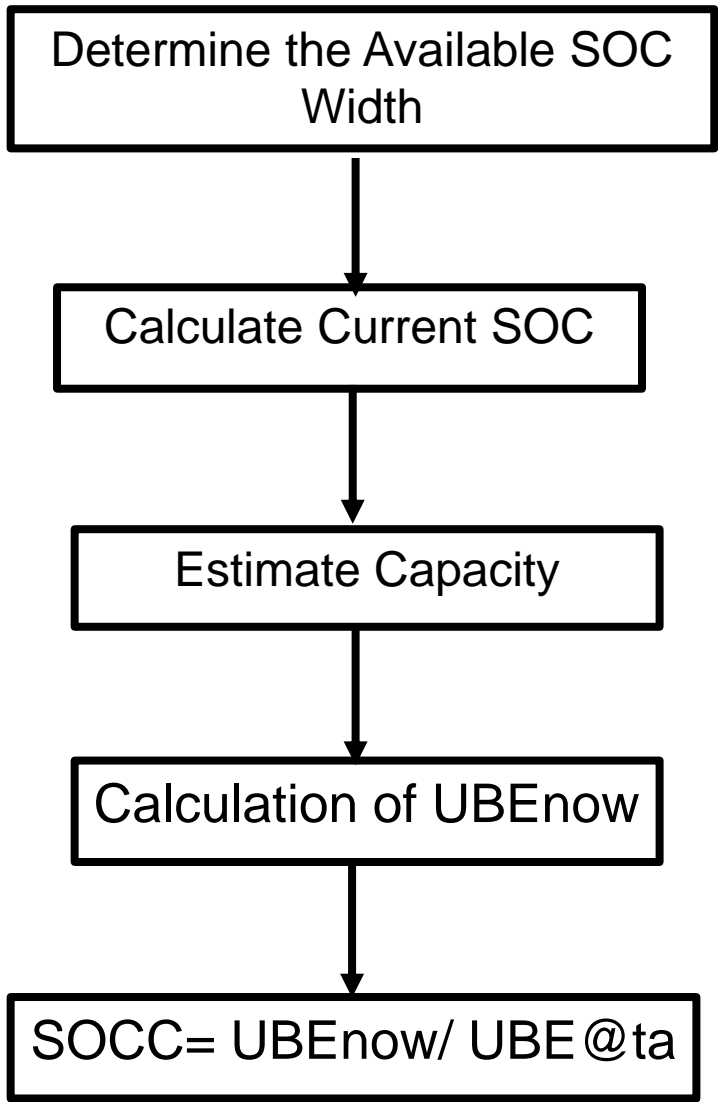 Determine the Available SOC
Width
Calculate Current SOC
Estimate Capacity
Calculation of UBEnow
SOCC= UBEnow/ UBE@ta